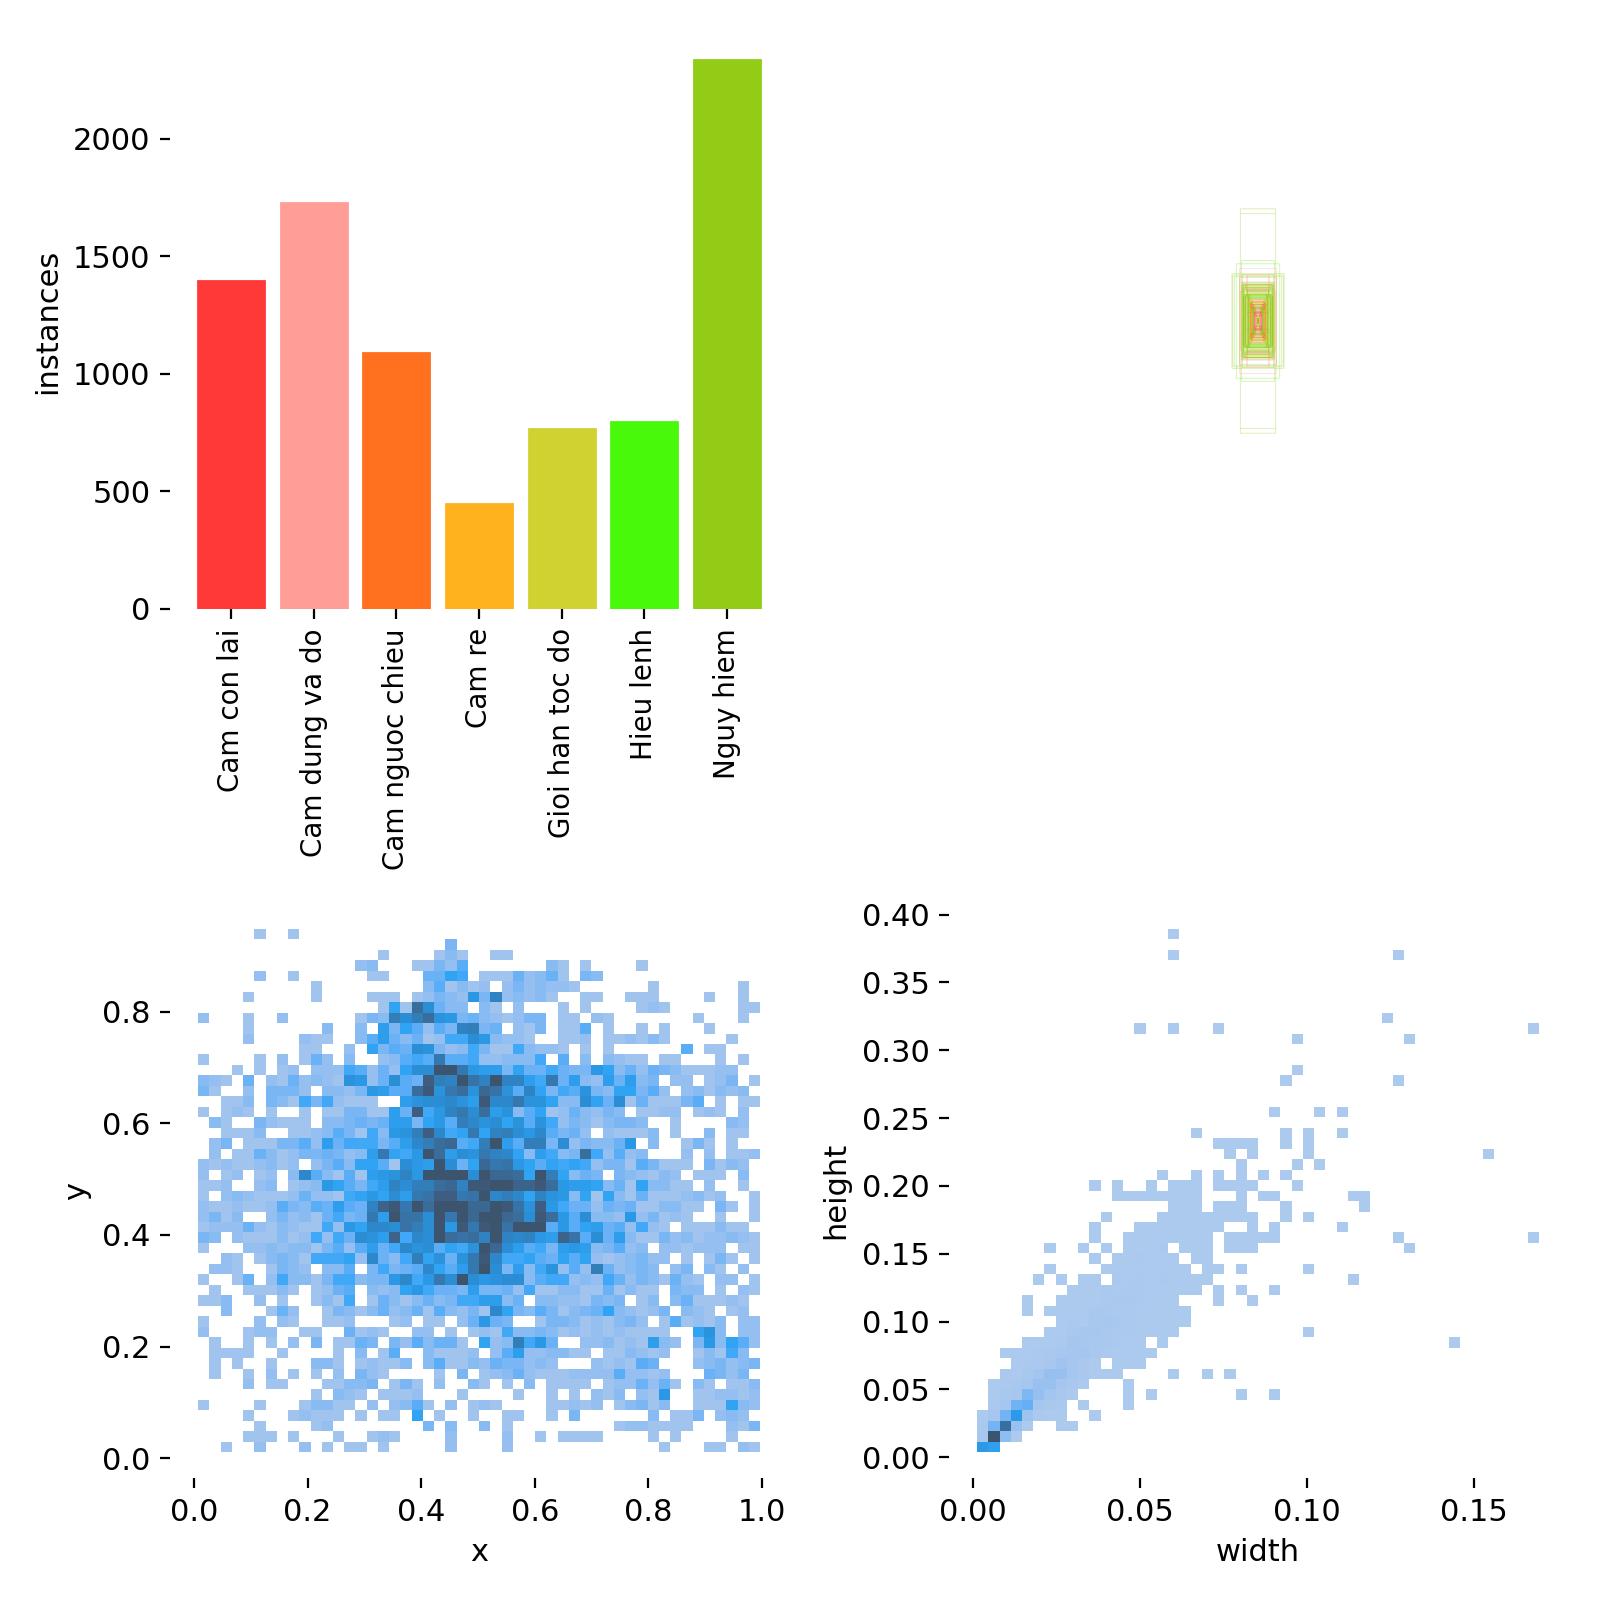 instances
2000
1500
1000
500
0
Cam con lai
Cam dung va do
Cam nguoc chieu
Cam re
Gioi han toc do
Hieu lenh
Nguy hiem
y
0.8
0.6
0.4
0.2
0.0
0.0 0.2 0.4 0.6 0.8 1.0
x
height
0.40
0.35
0.30
0.25
0.20
0.15
0.10
0.05
0.00
0.00 0.05 0.10 0.15
width